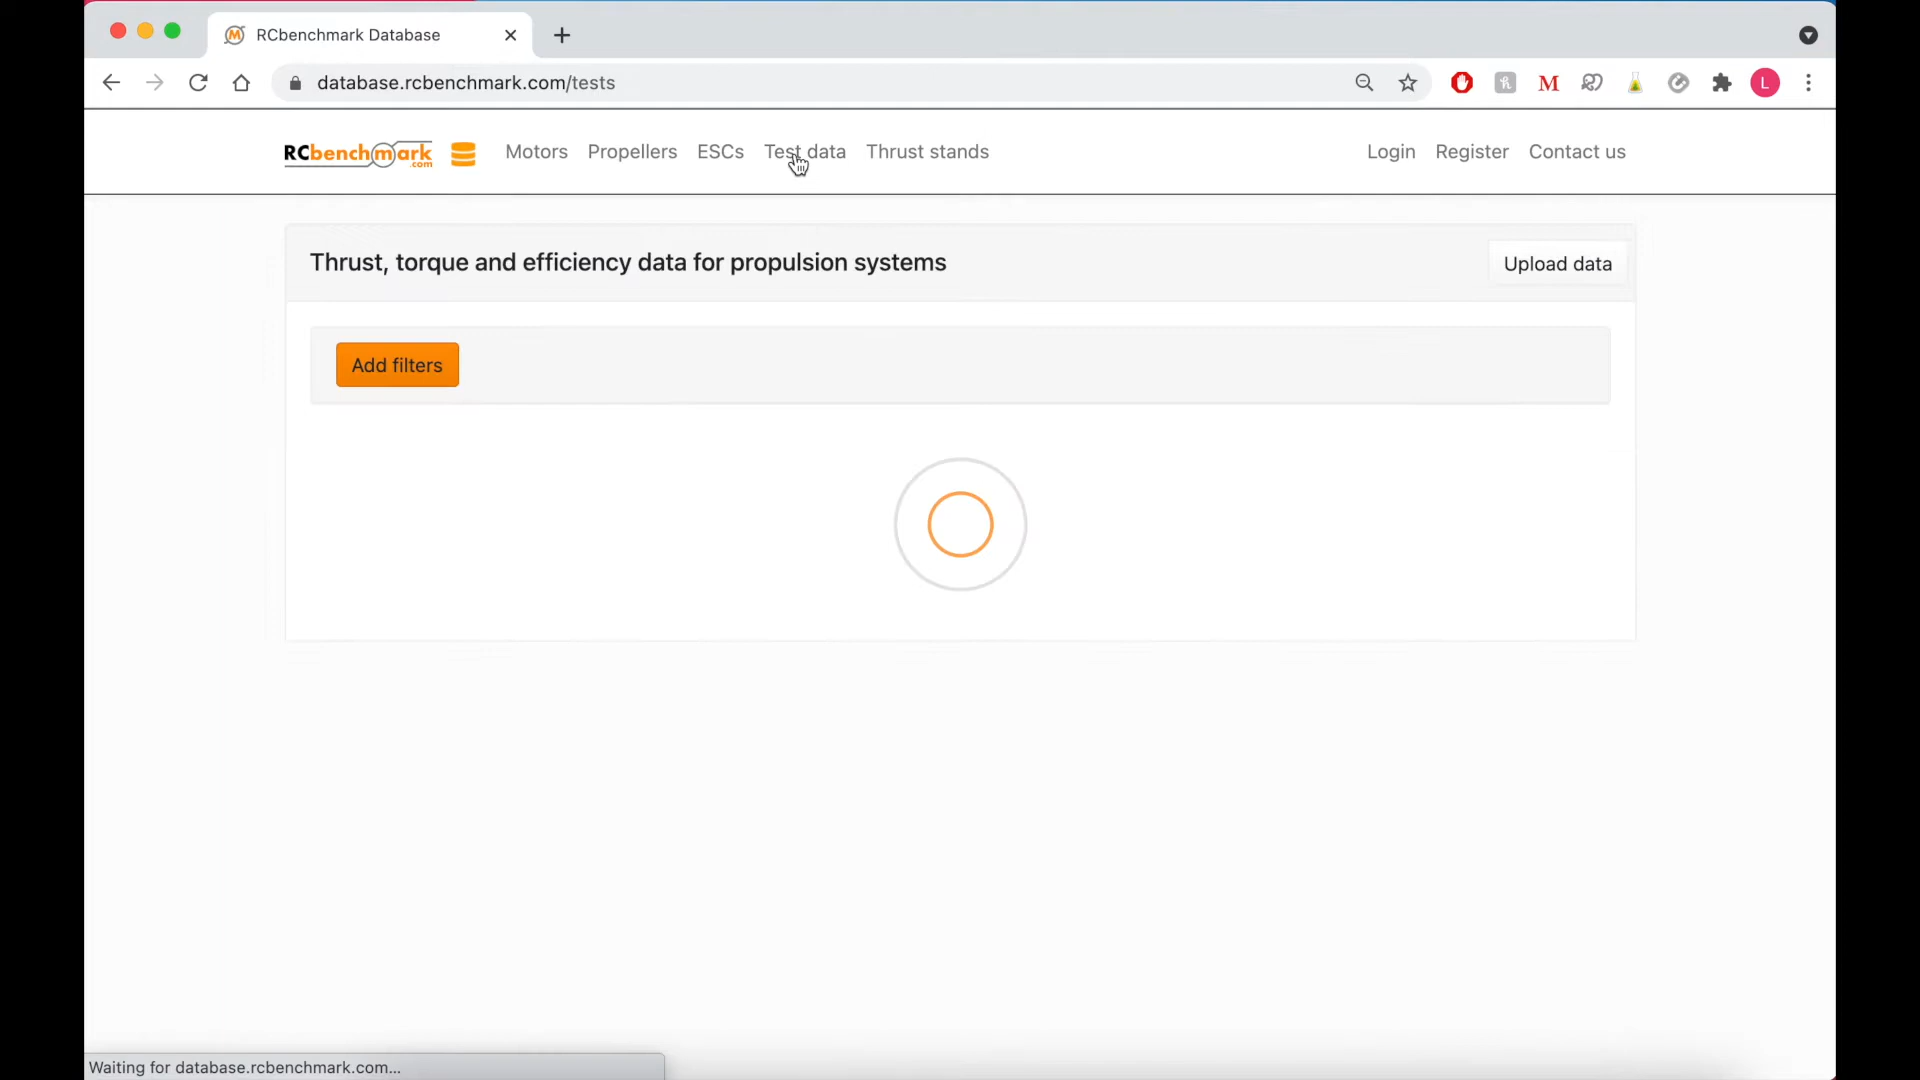 RCbenchmark Database
database.rcbenchmark.com/tests
L
RCbenchmark.com
Motors Propellers ESCs Test data Thrust stands Login Register Contact us
Thrust, torque and efficiency data for propulsion systems
Upload data
Add filters
Waiting for database.rcbenchmark.com...